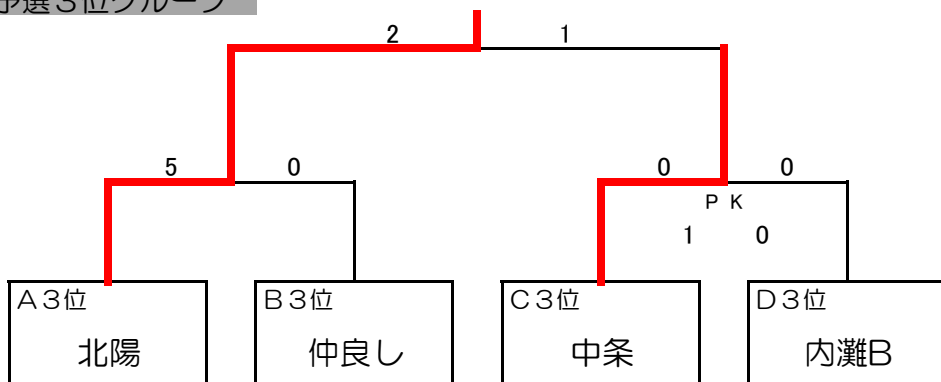 予選3位グループ
2 1
5 0 0 0
PK
1 0
A3位 B3位 C3位 D3位
北陽 仲良し 中条 内灘B